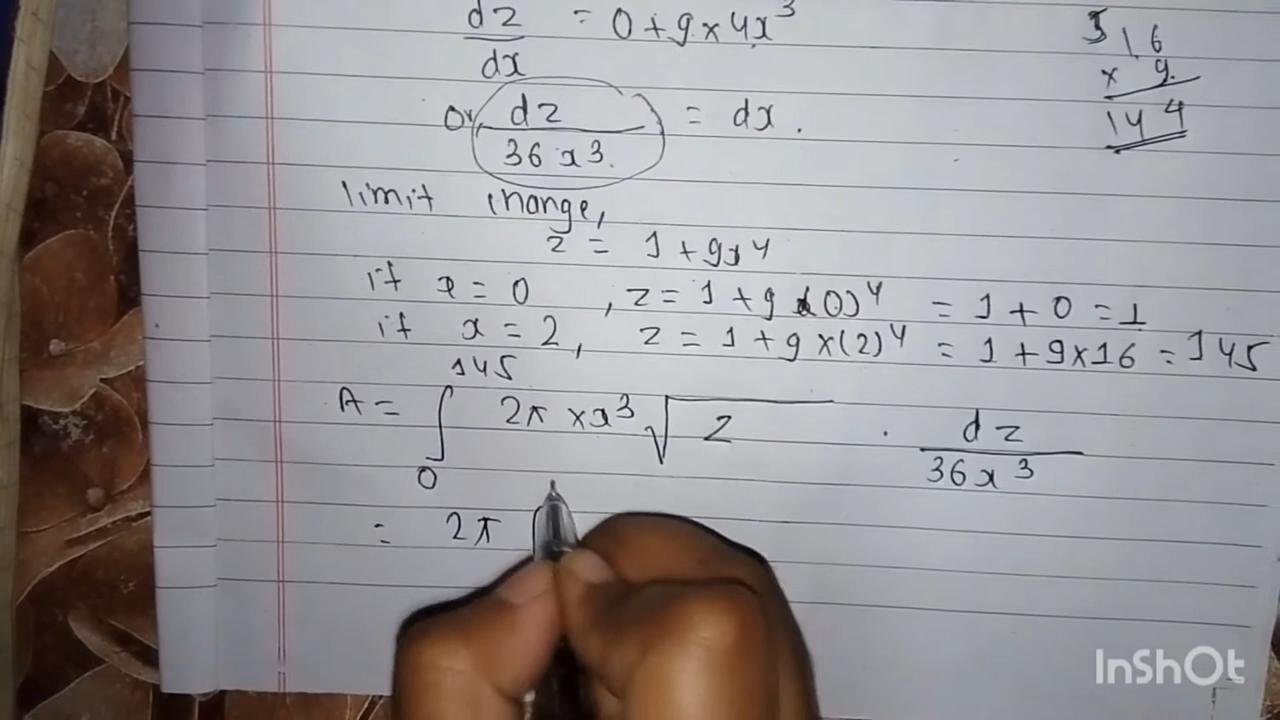 dz/dx = 0 + 9 × 4x³
16
× 9
144
or, dz/36x³ = dx.
limit change,
z = 1 + 9x⁴
if x = 0, z = 1 + 9(0)⁴ = 1 + 0 = 1
if x = 2, z = 1 + 9×(2)⁴ = 1 + 9×16 = 145
A = ∫₀¹⁴⁵ 2π × x³ √z . dz/36x³
= 2π
InShOt